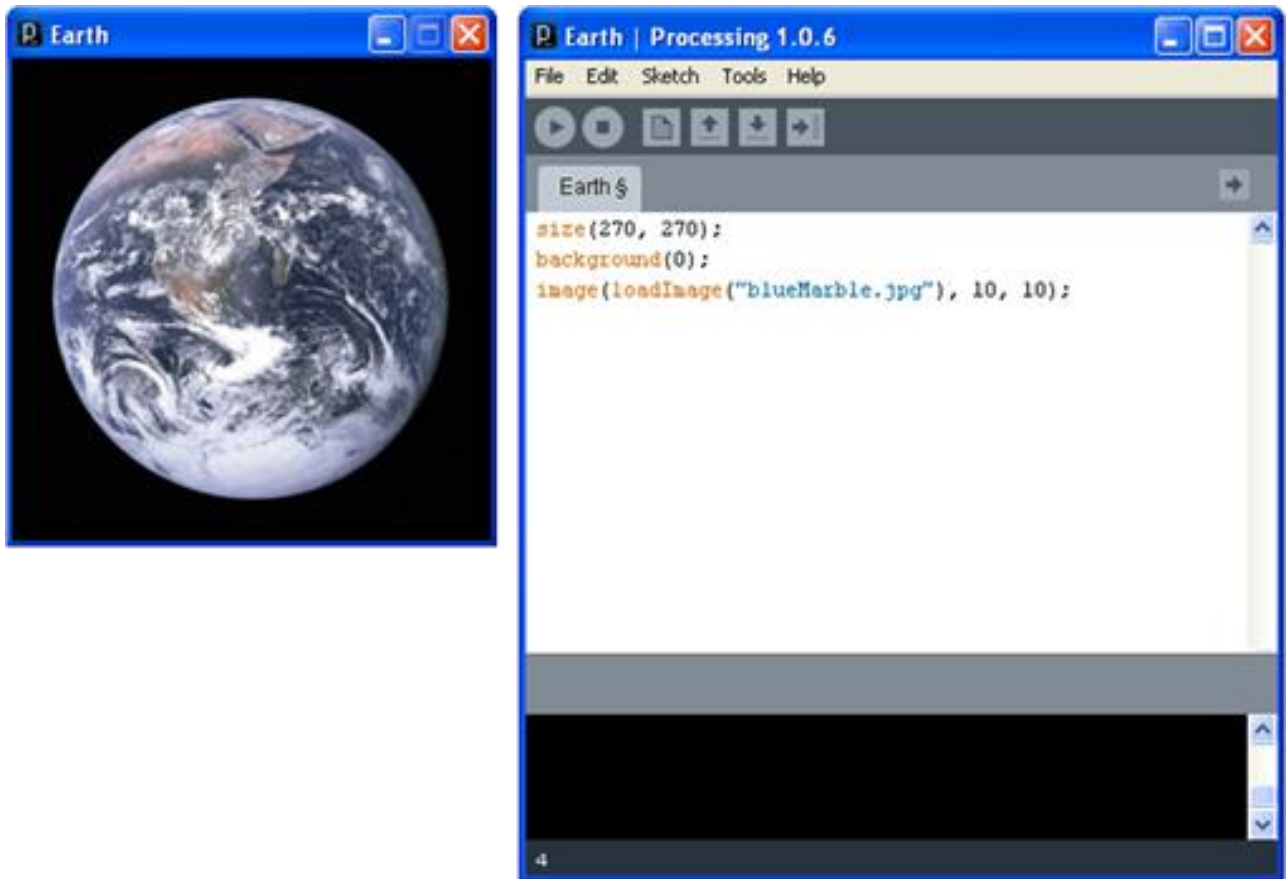 Earth
Earth | Processing 1.0.6
File Edit Sketch Tools Help
Earth §
size(270, 270);
background(0);
image(loadImage("blueMarble.jpg"), 10, 10);
4